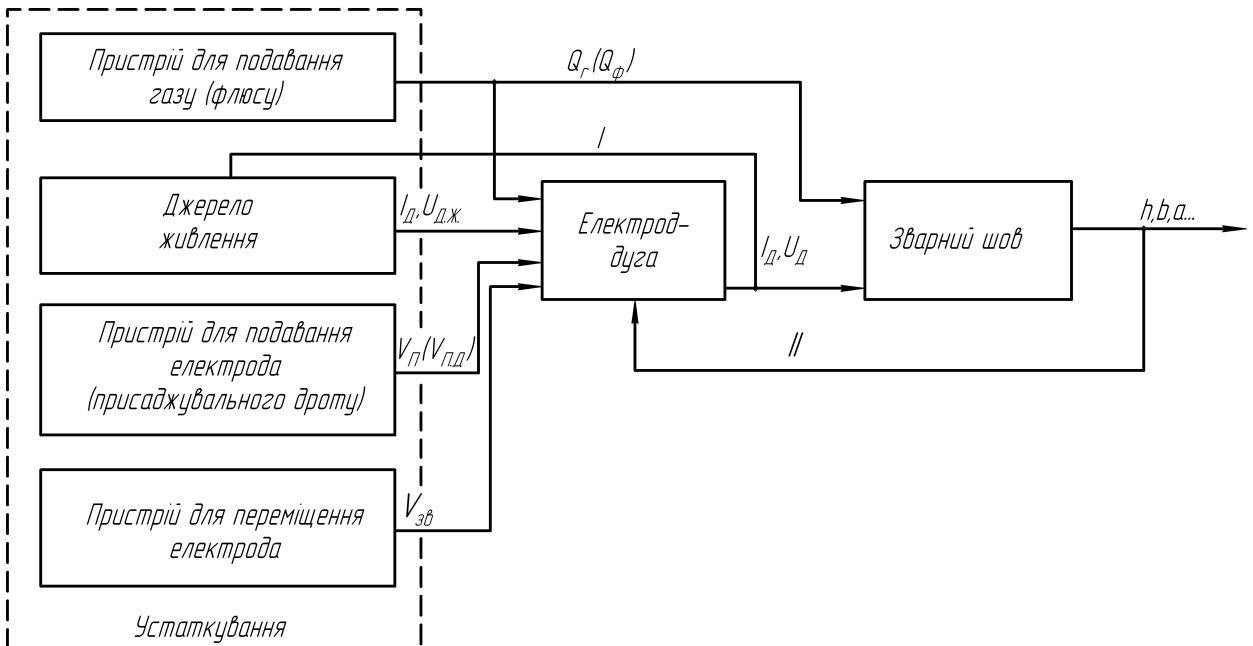 Пристрій для подавання
газу (флюсу)
Q_г(Q_ф)
I
Джерело
живлення
I_Д,U_Д.Ж.
Електрод-
дуга
I_Д,U_Д
Зварний шов
h,b,a...
Пристрій для подавання
електрода
(присаджувального дроту)
V_П(V_П.Д)
II
Пристрій для переміщення
електрода
V_зв
Устаткування